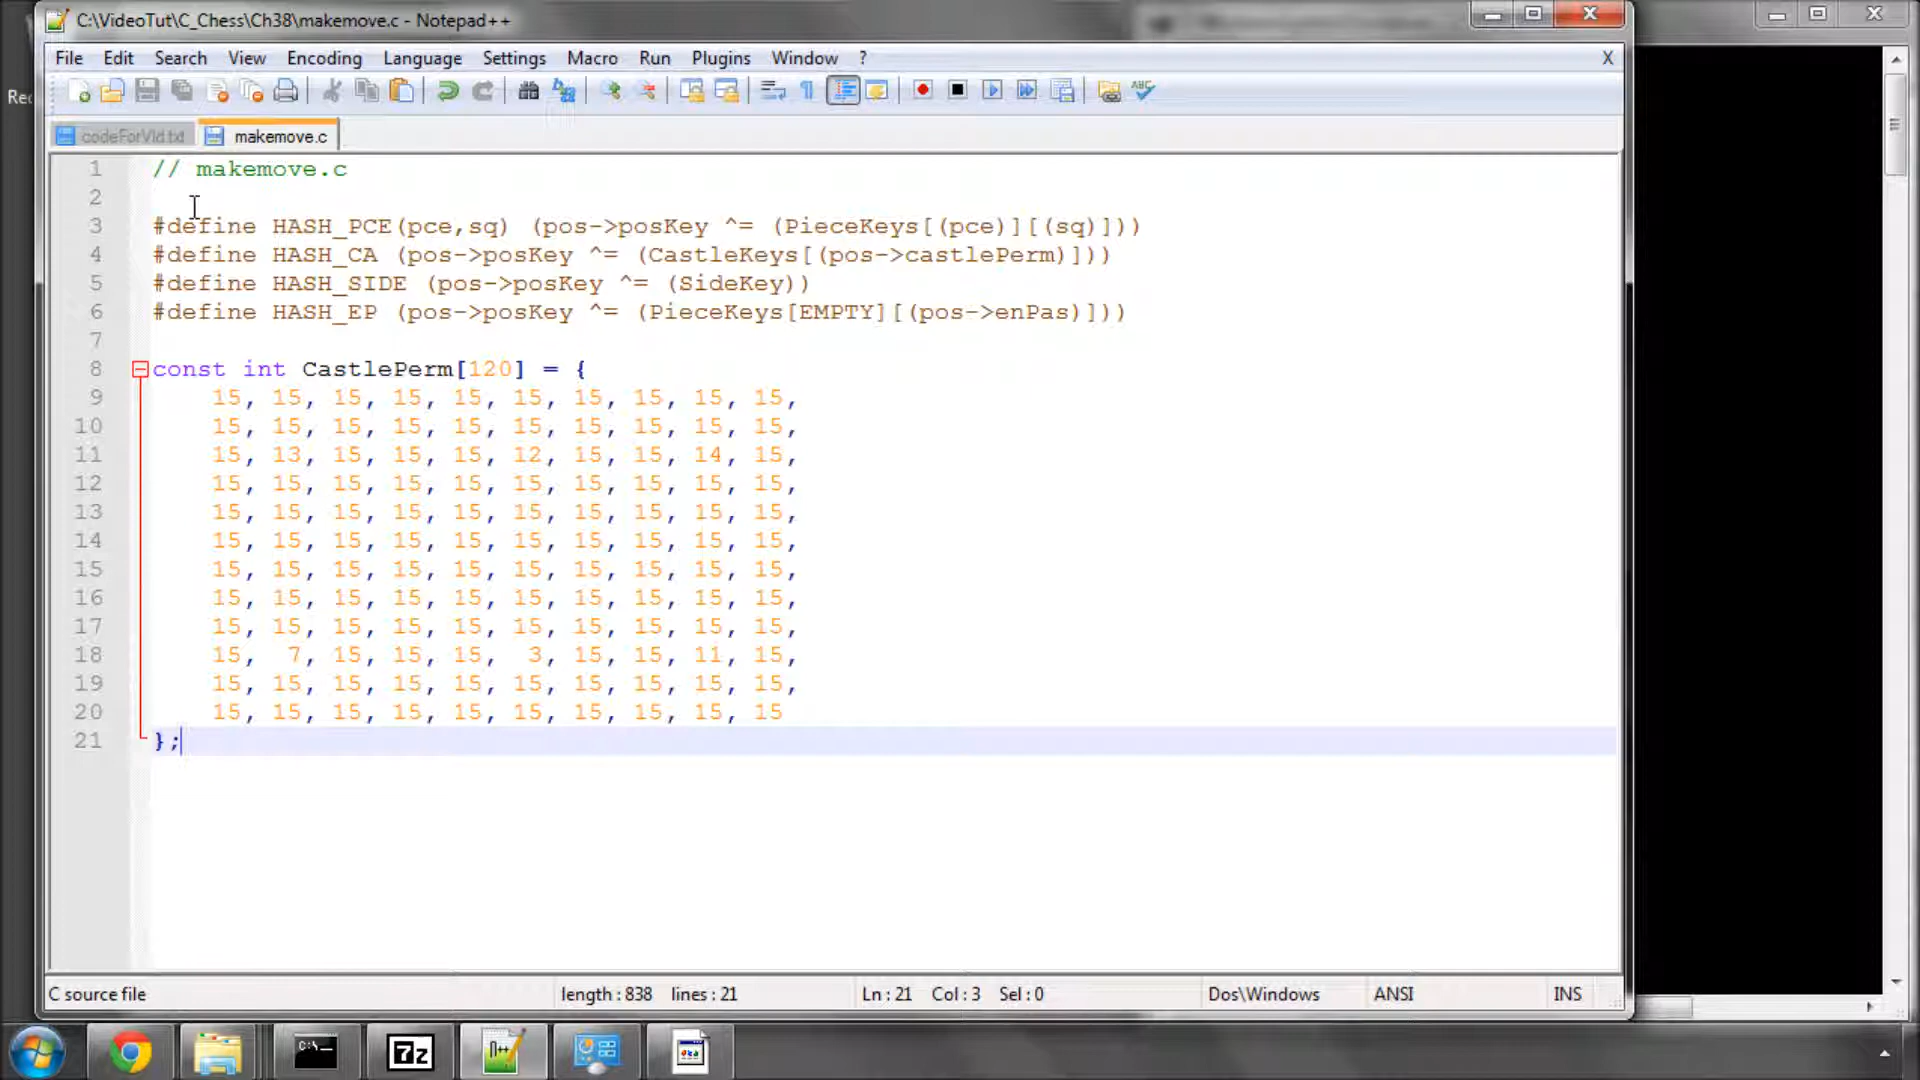 C:\VideoTut\C_Chess\Ch38\makemove.c - Notepad++
File Edit Search View Encoding Language Settings Macro Run Plugins Window ? X
Rec
codeForVid.txt makemove.c
1 // makemove.c
2
3 #define HASH_PCE(pce,sq) (pos->posKey ^= (PieceKeys[(pce)][(sq)]))
4 #define HASH_CA (pos->posKey ^= (CastleKeys[(pos->castlePerm)]))
5 #define HASH_SIDE (pos->posKey ^= (SideKey))
6 #define HASH_EP (pos->posKey ^= (PieceKeys[EMPTY][(pos->enPas)]))
7
8 const int CastlePerm[120] = {
9 15, 15, 15, 15, 15, 15, 15, 15, 15, 15,
10 15, 15, 15, 15, 15, 15, 15, 15, 15, 15,
11 15, 13, 15, 15, 15, 12, 15, 15, 14, 15,
12 15, 15, 15, 15, 15, 15, 15, 15, 15, 15,
13 15, 15, 15, 15, 15, 15, 15, 15, 15, 15,
14 15, 15, 15, 15, 15, 15, 15, 15, 15, 15,
15 15, 15, 15, 15, 15, 15, 15, 15, 15, 15,
16 15, 15, 15, 15, 15, 15, 15, 15, 15, 15,
17 15, 15, 15, 15, 15, 15, 15, 15, 15, 15,
18 15, 7, 15, 15, 15, 3, 15, 15, 11, 15,
19 15, 15, 15, 15, 15, 15, 15, 15, 15, 15,
20 15, 15, 15, 15, 15, 15, 15, 15, 15, 15
21 };
C source file length : 838 lines : 21 Ln : 21 Col : 3 Sel : 0 Dos\Windows ANSI INS
C:\_ 7z